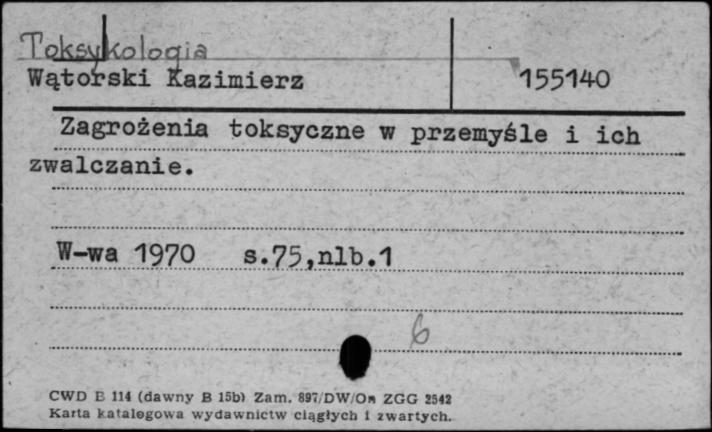 Toksykologia
Wątorski Kazimierz 155140
Zagrożenia toksyczne w przemyśle i ich
zwalczanie.
W-wa 1970 s.75,nlb.1
6
CWD B 114 (dawny B 15b) Zam. 897/DW/On ZGG 2542
Karta katalogowa wydawnictw ciągłych i zwartych.